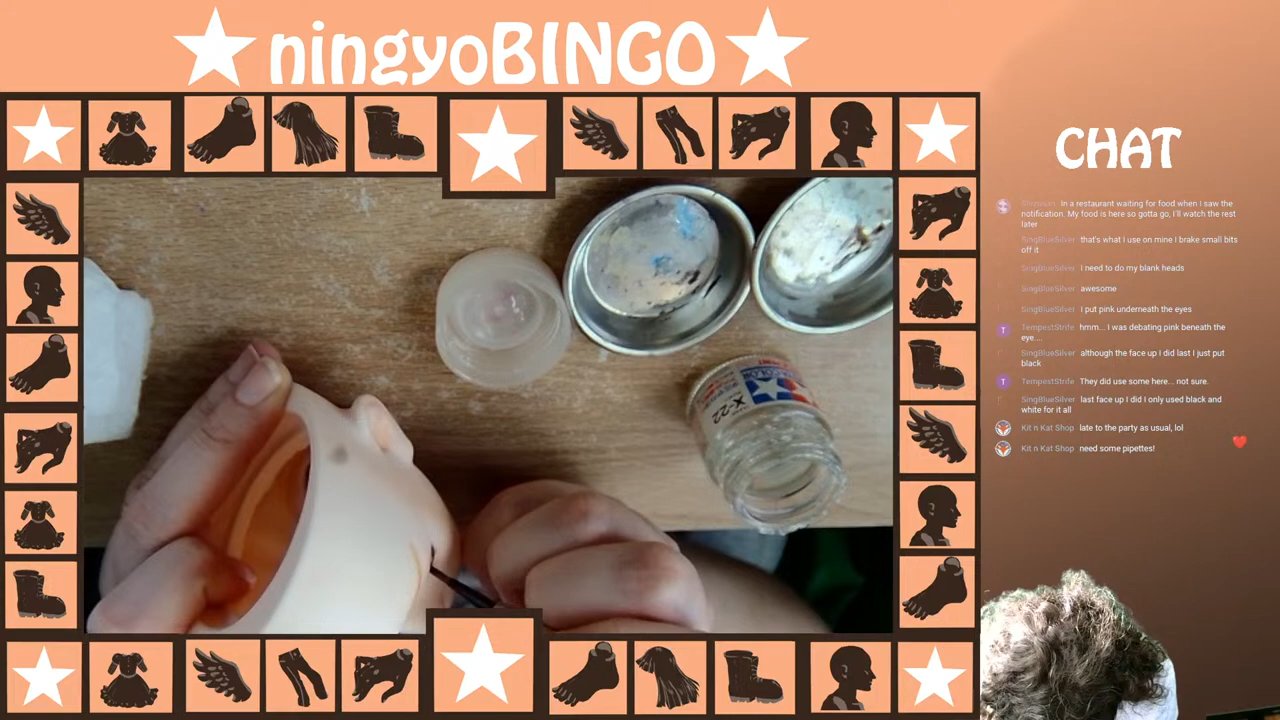 ningyoBINGO
CHAT
In a restaurant waiting for food when I saw the
notification. My food is here so gotta go, I'll watch the rest
later
SingBlueSilver that's what I use on mine I brake small bits
off it
SingBlueSilver I need to do my blank heads
SingBlueSilver awesome
SingBlueSilver I put pink underneath the eyes
T TempestStrife hmm... I was debating pink beneath the
eye....
SingBlueSilver although the face up I did last I just put
black
T TempestStrife They did use some here... not sure.
SingBlueSilver last face up I did I only used black and
white for it all
Kit n Kat Shop late to the party as usual, lol
Kit n Kat Shop need some pipettes!
X-22